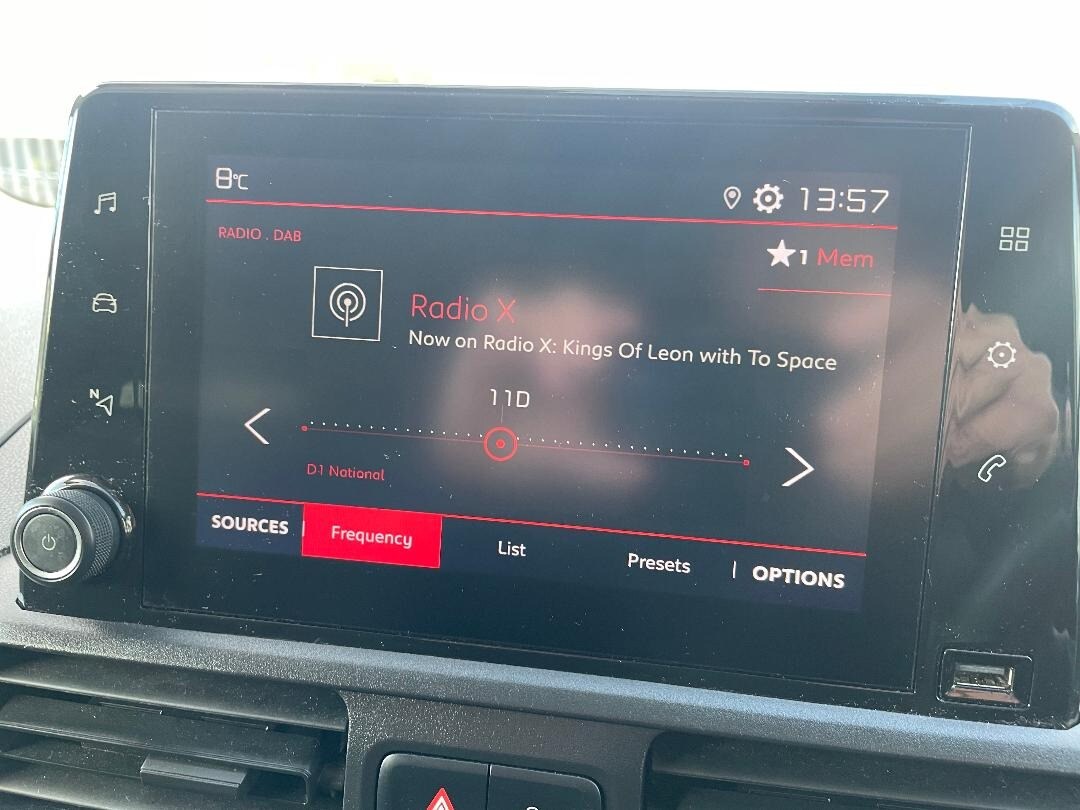 8°C
13:57
RADIO . DAB
1 Mem
Radio X
Now on Radio X: Kings Of Leon with To Space
11D
N
D1 National
SOURCES
Frequency
List
Presets
OPTIONS